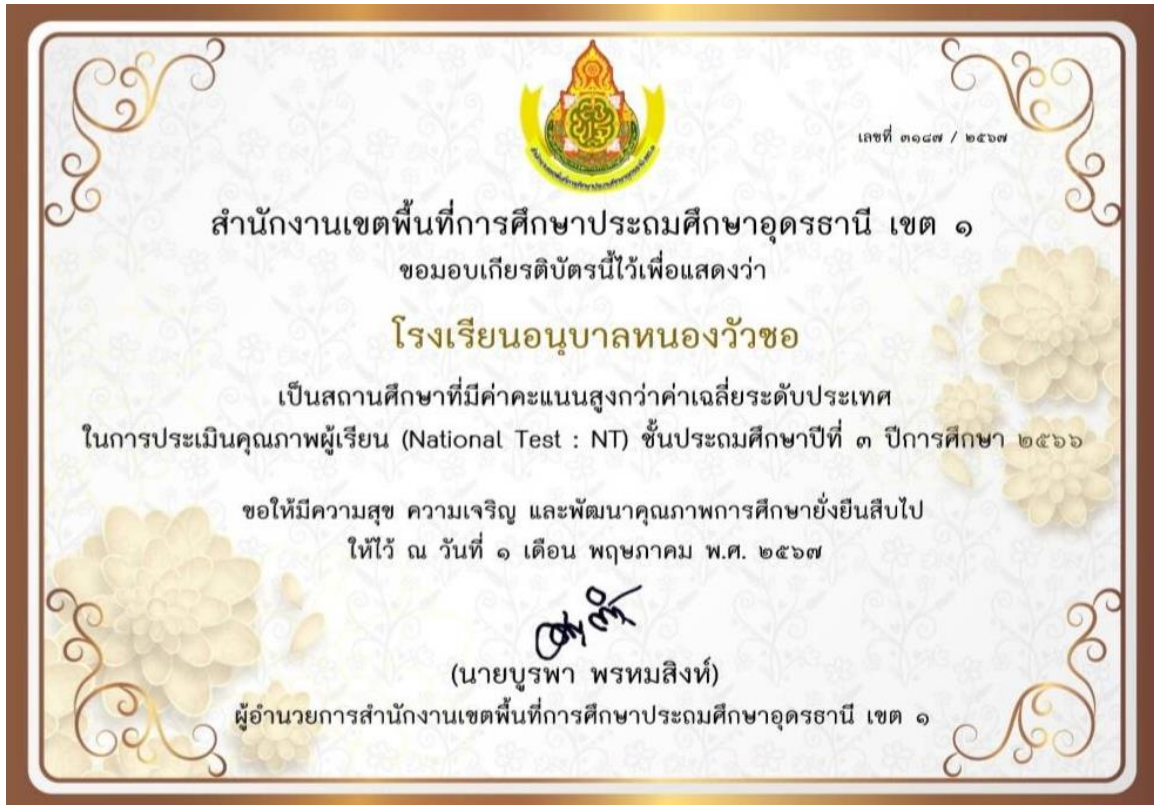 เลขที่ ๓๑๘๗ / ๒๕๖๗
สำนักงานเขตพื้นที่การศึกษาประถมศึกษาอุดรธานี เขต ๑
ขอมอบเกียรติบัตรนี้ไว้เพื่อแสดงว่า
โรงเรียนอนุบาลหนองวัวซอ
เป็นสถานศึกษาที่มีค่าคะแนนสูงกว่าค่าเฉลี่ยระดับประเทศ
ในการประเมินคุณภาพผู้เรียน (National Test : NT) ชั้นประถมศึกษาปีที่ ๓ ปีการศึกษา ๒๕๖๖
ขอให้มีความสุข ความเจริญ และพัฒนาคุณภาพการศึกษายั่งยืนสืบไป
ให้ไว้ ณ วันที่ ๑ เดือน พฤษภาคม พ.ศ. ๒๕๖๗
(นายบูรพา พรหมสิงห์)
ผู้อำนวยการสำนักงานเขตพื้นที่การศึกษาประถมศึกษาอุดรธานี เขต ๑